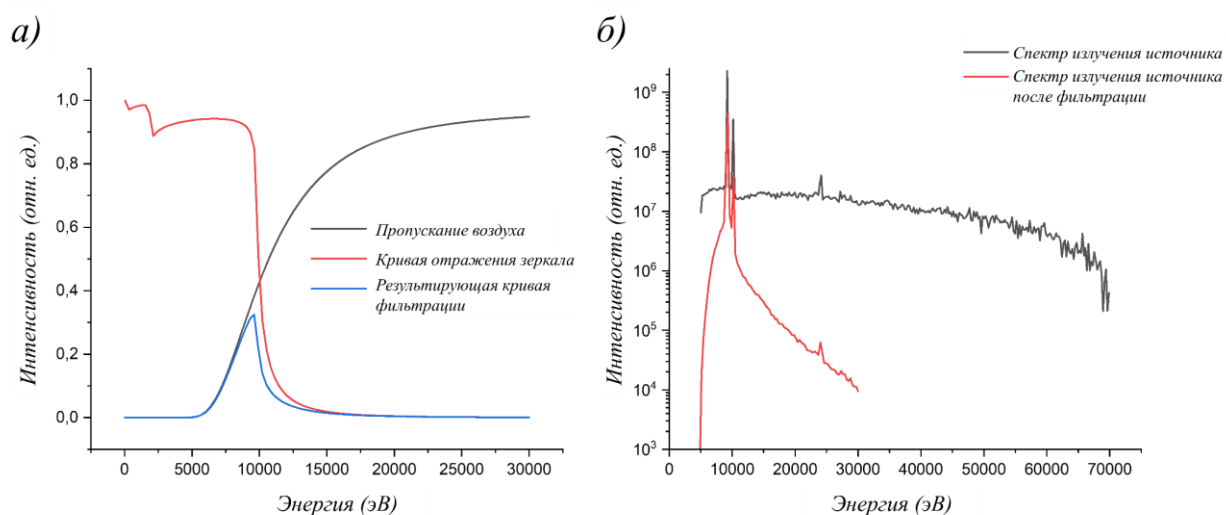 а)
Интенсивность (отн. ед.)
1,0
0,8
0,6
0,4
0,2
0,0
Пропускание воздуха
Кривая отражения зеркала
Результирующая кривая
фильтрации
0 5000 10000 15000 20000 25000 30000
Энергия (эВ)
б)
Спектр излучения источника
Спектр излучения источника
после фильтрации
Интенсивность (отн. ед.)
10⁹
10⁸
10⁷
10⁶
10⁵
10⁴
10³
0 10000 20000 30000 40000 50000 60000 70000
Энергия (эВ)